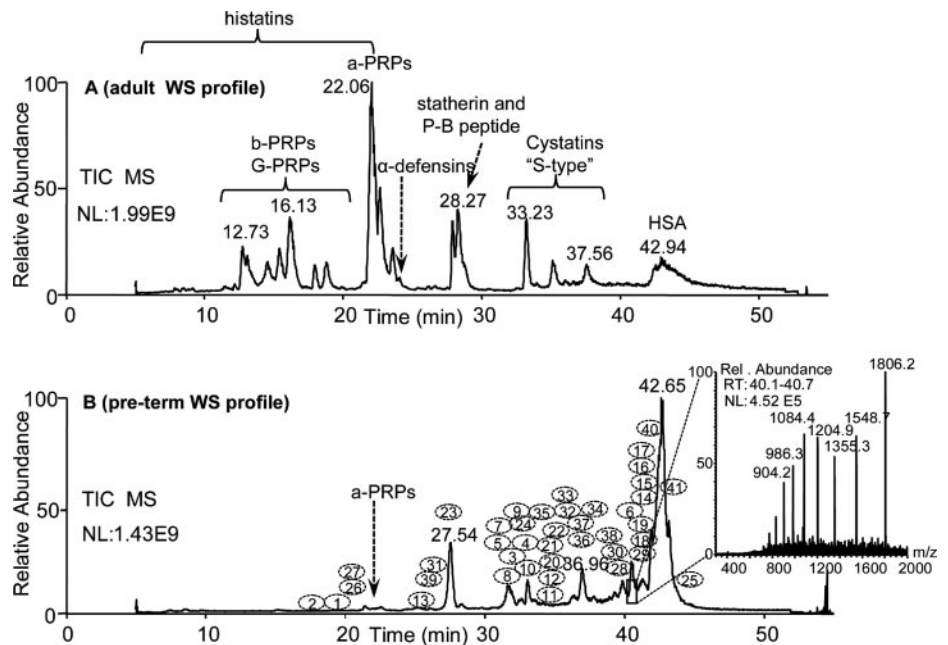 histatins
a-PRPs
100
A (adult WS profile)
22.06
statherin and
P-B peptide
b-PRPs
G-PRPs
α-defensins
Cystatins
"S-type"
TIC MS
NL:1.99E9
50
16.13
28.27
33.23
HSA
12.73
37.56
42.94
0
Relative Abundance
0 10 20 30 40 50
Time (min)
100
B (pre-term WS profile)
42.65
TIC MS
NL:1.43E9
a-PRPs
50
27.54
36.96
0
Relative Abundance
2 1 27 26 13 31 39 23
7 5 8 9 24 3 4 10
35 22 21 20 12 11
33 32 37 36 34
38 30 28 6 19 18 29
40 17 16 15 14 41 25
0 10 20 30 40 50
Time (min)
Rel . Abundance
RT: 40.1-40.7
NL: 4.52 E5
1806.2
1084.4
1548.7
1204.9
986.3
1355.3
904.2
100
50
0
400 800 1200 1600 2000
m/z